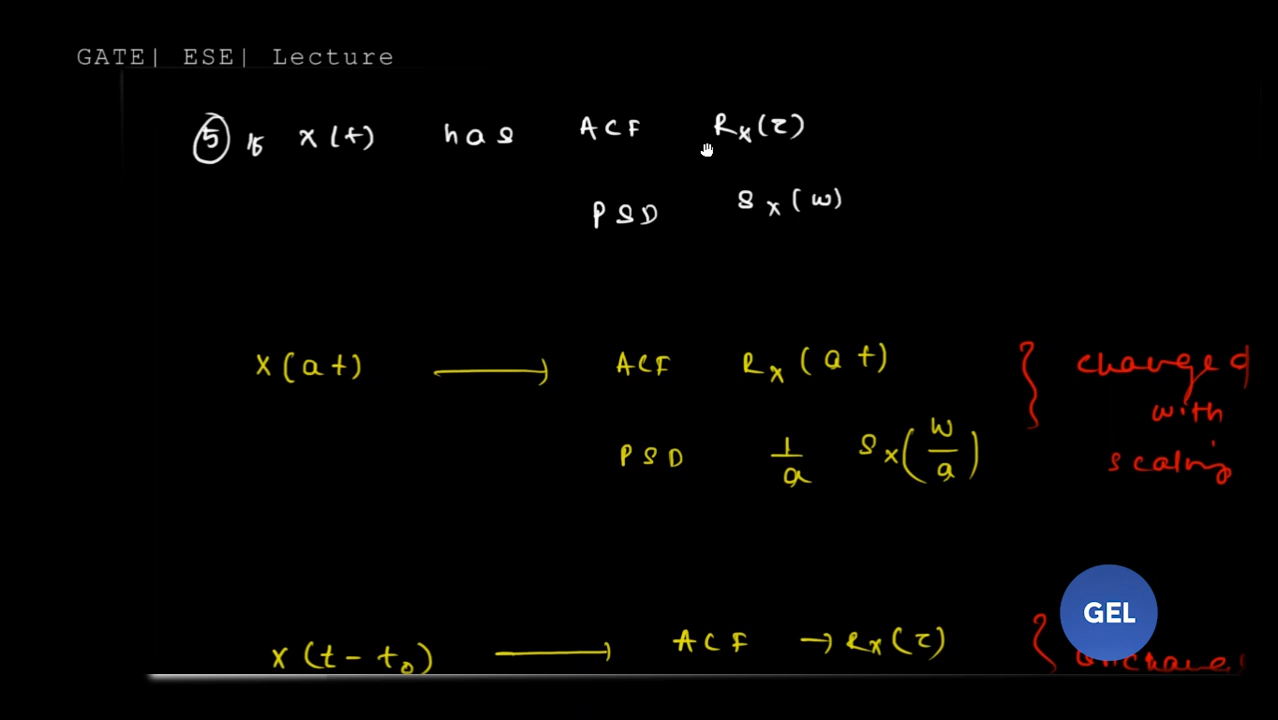 GATE| ESE| Lecture
⑤ if X(t) has ACF Rx(τ)
PSD Sx(ω)
X(at) ⟶ ACF Rx(at) } changed
with
PSD 1/a Sx(ω/a) scaling
GEL
X(t-t₀) ⟶ ACF → Rx(τ) {